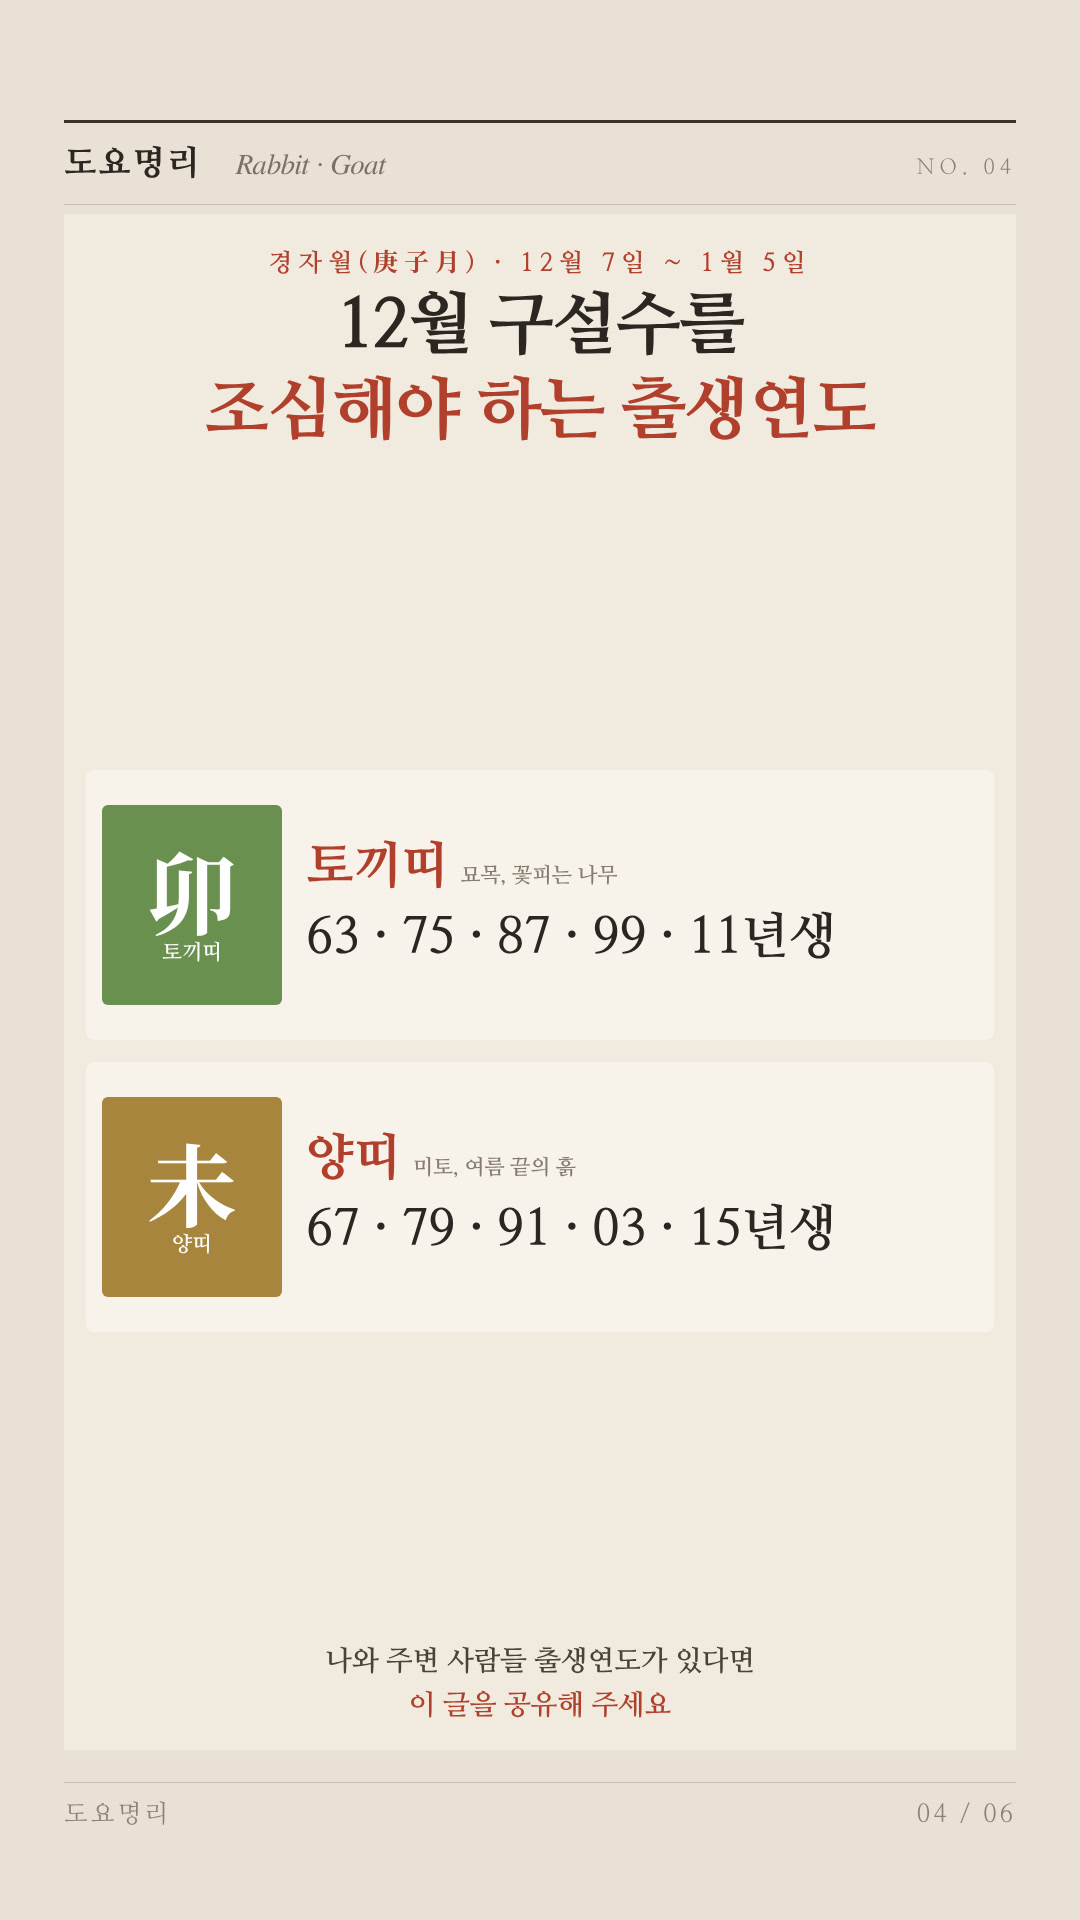 도요명리 Rabbit · Goat NO. 04
경자월(庚子月) · 12월 7일 ~ 1월 5일
12월 구설수를
조심해야 하는 출생연도
卯
토끼띠
토끼띠 묘목, 꽃피는 나무
63 · 75 · 87 · 99 · 11년생
未
양띠
양띠 미토, 여름 끝의 흙
67 · 79 · 91 · 03 · 15년생
나와 주변 사람들 출생연도가 있다면
이 글을 공유해 주세요
도요명리 04 / 06